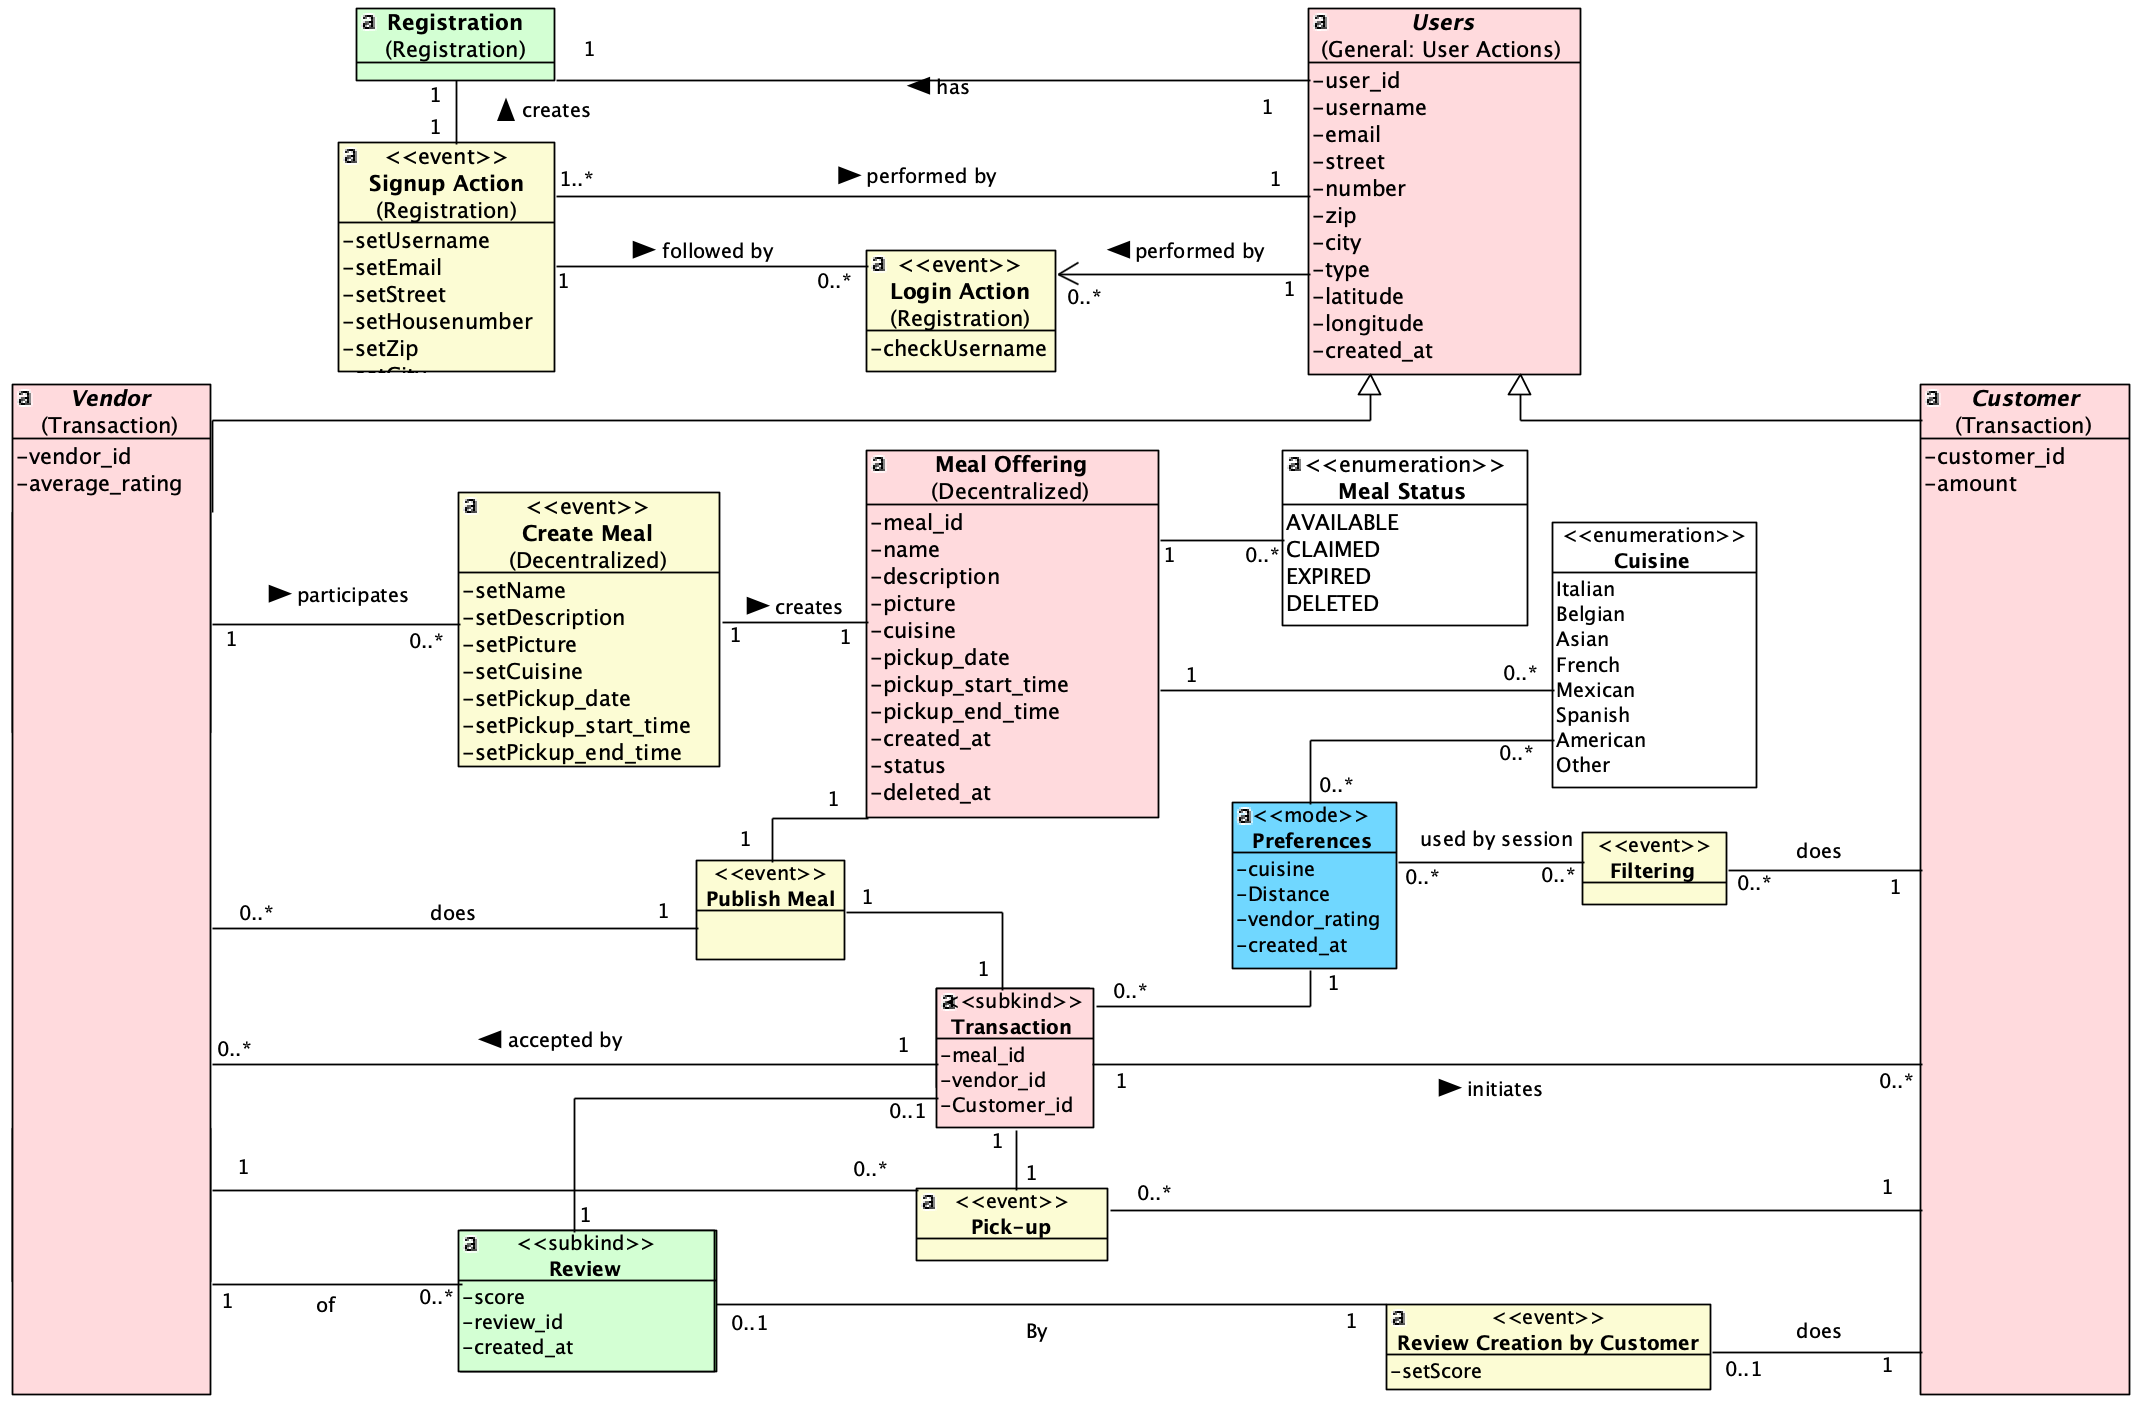 Registration
(Registration)
1
has
1
1
creates
1
Users
(General: User Actions)
-user_id
-username
-email
-street
-number
-zip
-city
-type
-latitude
-longitude
-created_at
<<event>>
Signup Action
(Registration)
-setUsername
-setEmail
-setStreet
-setHousenumber
-setZip
1..*
performed by
1
followed by
1
0..*
<<event>>
Login Action
(Registration)
-checkUsername
performed by
0..*
1
Vendor
(Transaction)
-vendor_id
-average_rating
Customer
(Transaction)
-customer_id
-amount
participates
1
0..*
<<event>>
Create Meal
(Decentralized)
-setName
-setDescription
-setPicture
-setCuisine
-setPickup_date
-setPickup_start_time
-setPickup_end_time
creates
1
1
Meal Offering
(Decentralized)
-meal_id
-name
-description
-picture
-cuisine
-pickup_date
-pickup_start_time
-pickup_end_time
-created_at
-status
-deleted_at
1
0..*
<<enumeration>>
Meal Status
AVAILABLE
CLAIMED
EXPIRED
DELETED
1
0..*
<<enumeration>>
Cuisine
Italian
Belgian
Asian
French
Mexican
Spanish
American
Other
0..*
0..*
1
1
<<event>>
Publish Meal
0..*
does
1
1
1
<<mode>>
Preferences
-cuisine
-Distance
-vendor_rating
-created_at
used by session
0..*
0..*
<<event>>
Filtering
does
0..*
1
0..*
1
<<subkind>>
Transaction
-meal_id
-vendor_id
-Customer_id
accepted by
0..*
1
1
initiates
0..*
0..1
1
1
1
1
0..*
<<event>>
Pick-up
0..*
1
<<subkind>>
Review
-score
-review_id
-created_at
1
of
0..*
0..1
By
1
<<event>>
Review Creation by Customer
-setScore
does
0..1
1